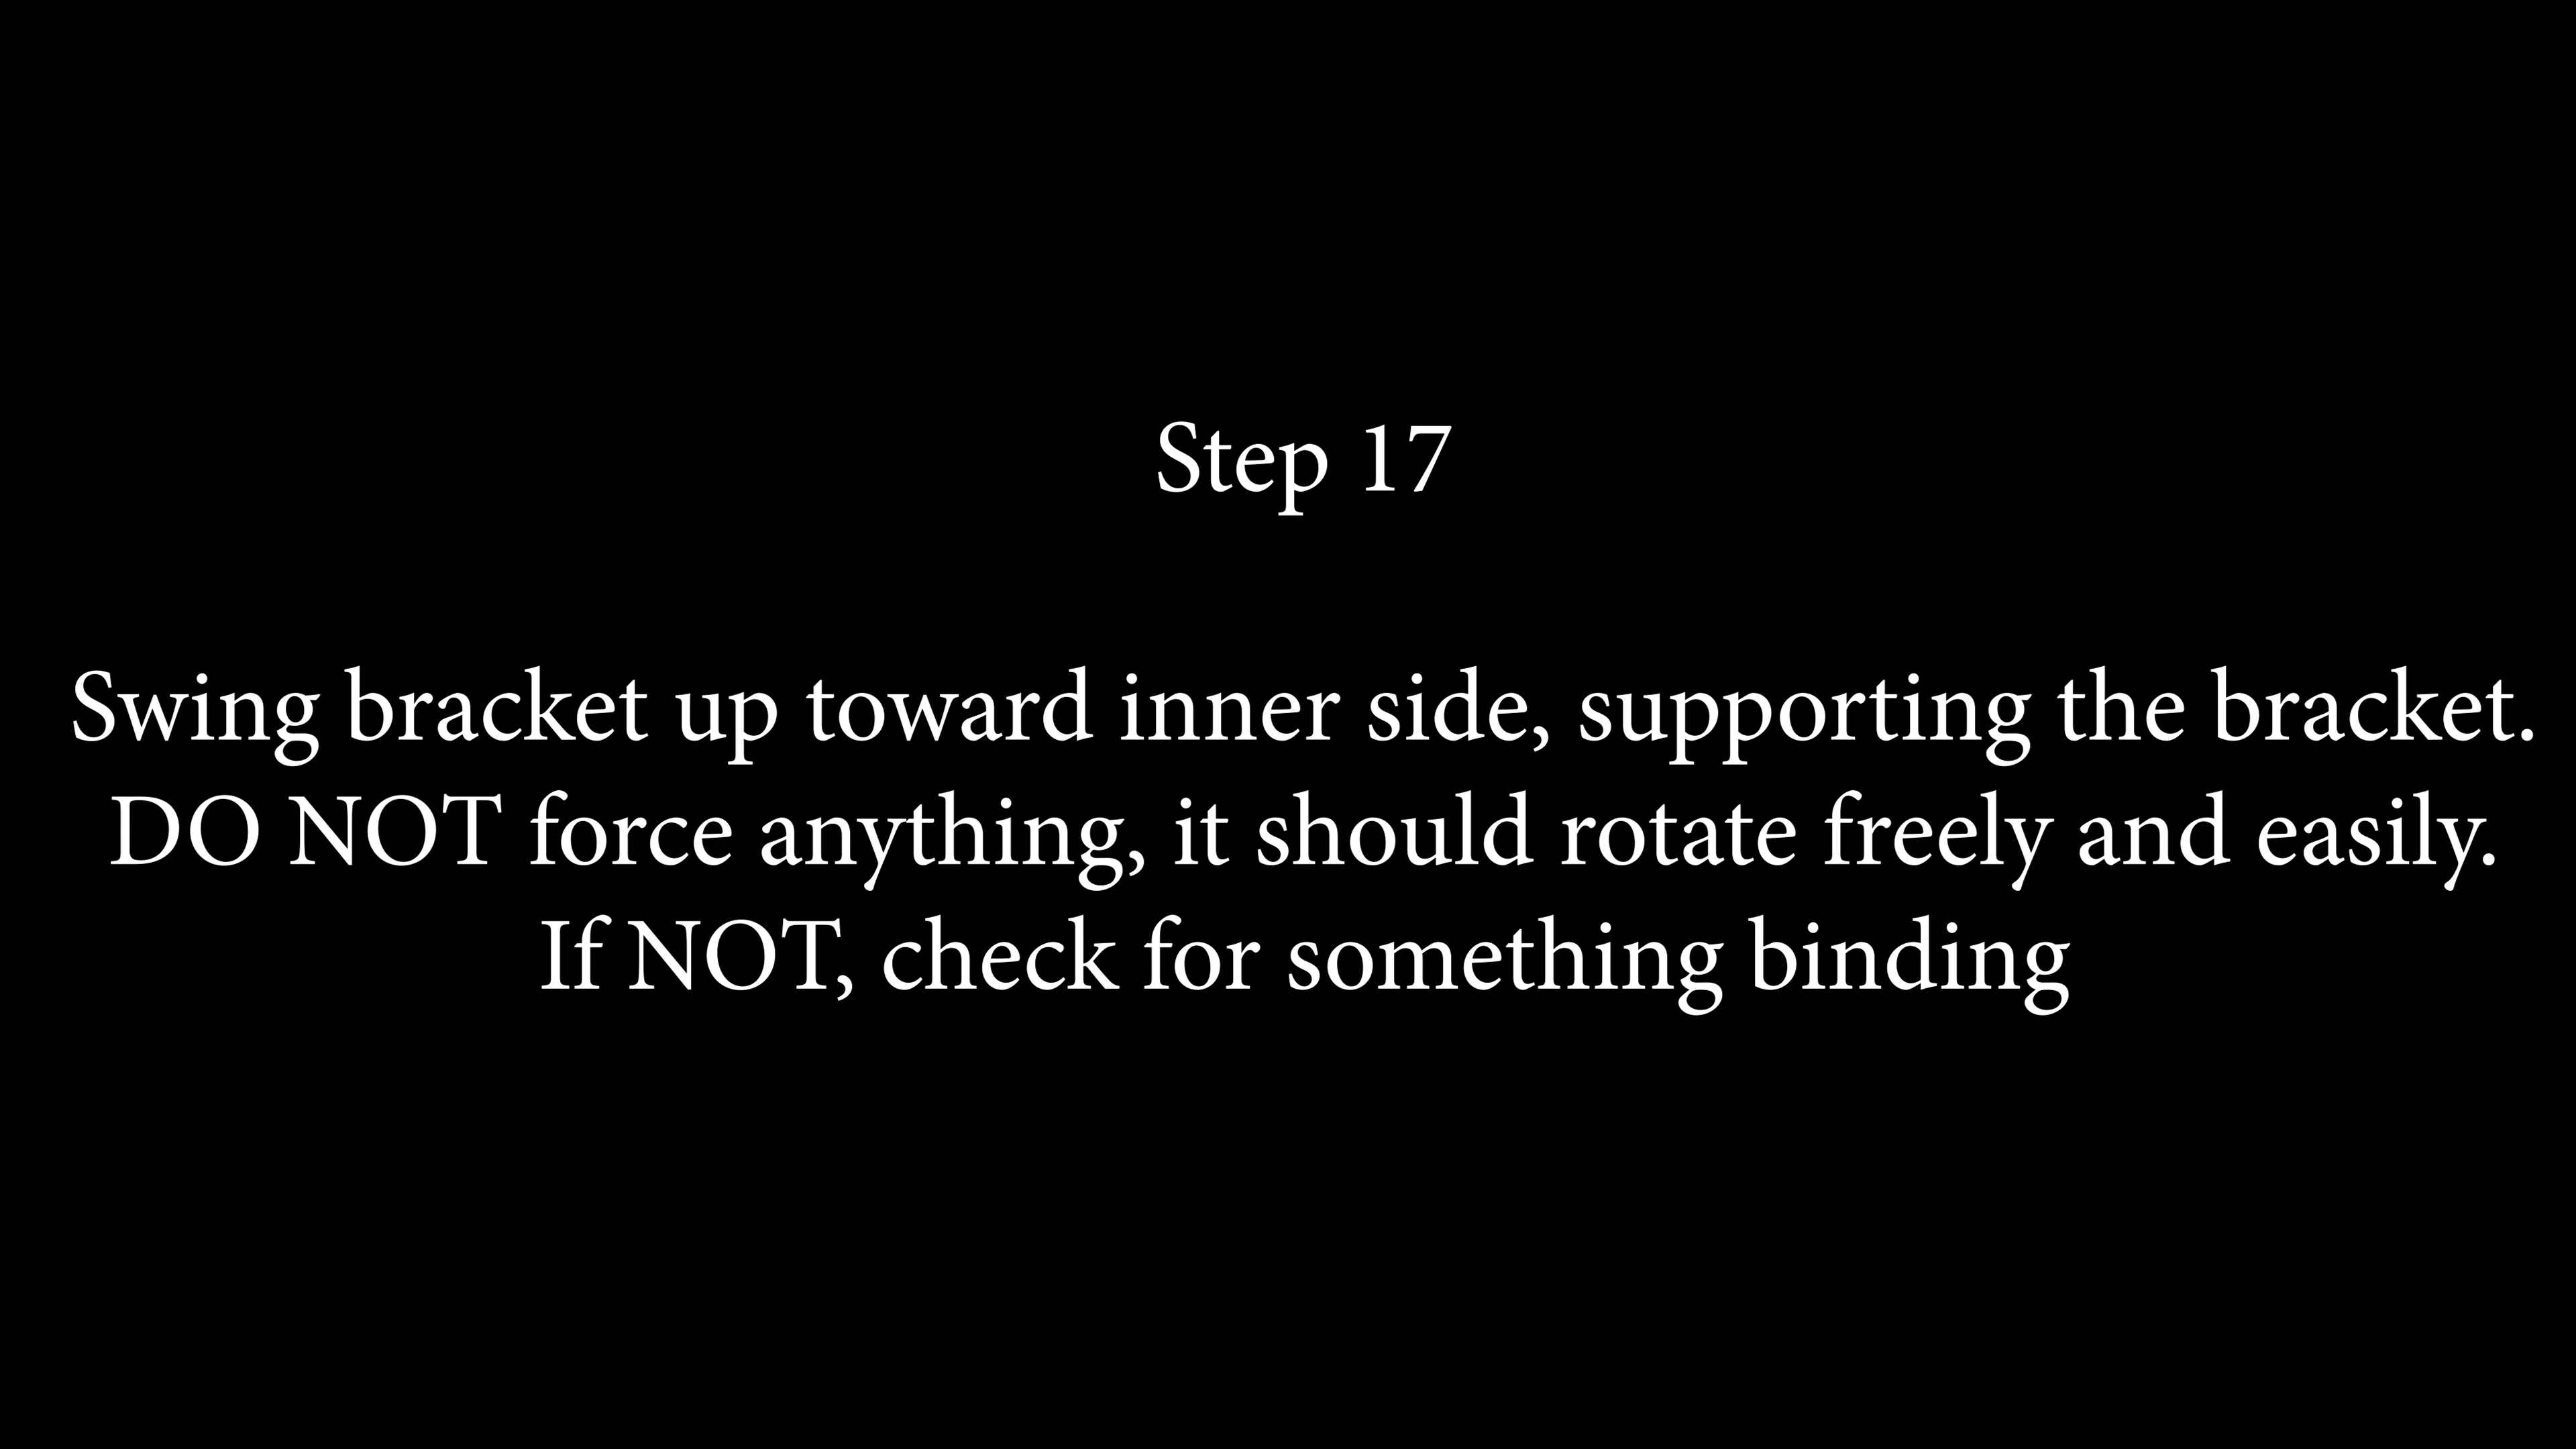 Step 17
Swing bracket up toward inner side, supporting the bracket.
DO NOT force anything, it should rotate freely and easily.
If NOT, check for something binding